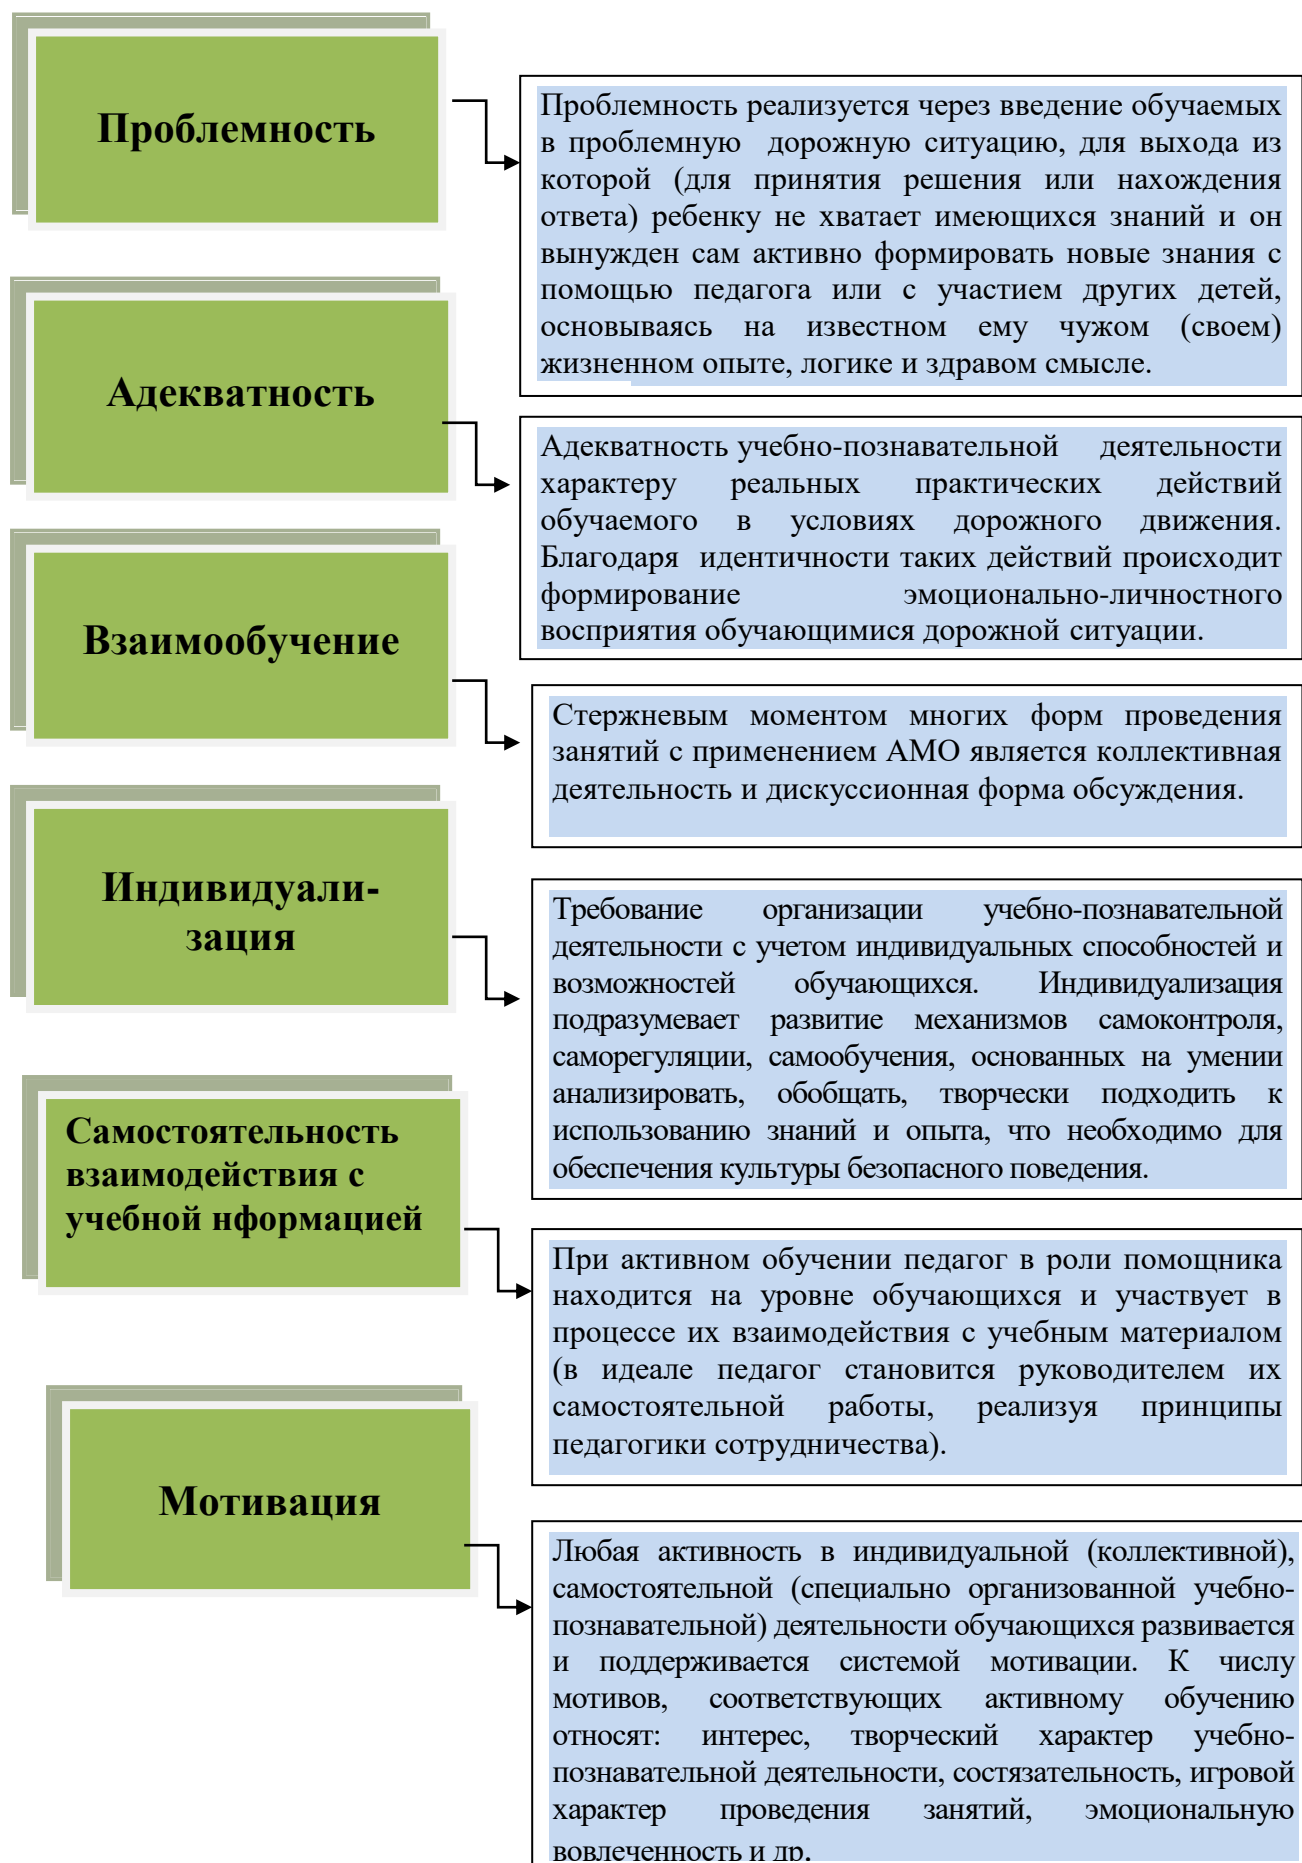 Проблемность
Проблемность реализуется через введение обучаемых
в проблемную дорожную ситуацию, для выхода из
которой (для принятия решения или нахождения
ответа) ребенку не хватает имеющихся знаний и он
вынужден сам активно формировать новые знания с
помощью педагога или с участием других детей,
основываясь на известном ему чужом (своем)
жизненном опыте, логике и здравом смысле.
Адекватность
Адекватность учебно-познавательной деятельности
характеру реальных практических действий
обучаемого в условиях дорожного движения.
Благодаря идентичности таких действий происходит
формирование эмоционально-личностного
восприятия обучающимися дорожной ситуации.
Взаимообучение
Стержневым моментом многих форм проведения
занятий с применением АМО является коллективная
деятельность и дискуссионная форма обсуждения.
Индивидуали-
зация
Требование организации учебно-познавательной
деятельности с учетом индивидуальных способностей и
возможностей обучающихся. Индивидуализация
подразумевает развитие механизмов самоконтроля,
саморегуляции, самообучения, основанных на умении
анализировать, обобщать, творчески подходить к
использованию знаний и опыта, что необходимо для
обеспечения культуры безопасного поведения.
Самостоятельность
взаимодействия с
учебной нформацией
При активном обучении педагог в роли помощника
находится на уровне обучающихся и участвует в
процессе их взаимодействия с учебным материалом
(в идеале педагог становится руководителем их
самостоятельной работы, реализуя принципы
педагогики сотрудничества).
Мотивация
Любая активность в индивидуальной (коллективной),
самостоятельной (специально организованной учебно-
познавательной) деятельности обучающихся развивается
и поддерживается системой мотивации. К числу
мотивов, соответствующих активному обучению
относят: интерес, творческий характер учебно-
познавательной деятельности, состязательность, игровой
характер проведения занятий, эмоциональную
вовлеченность и др.